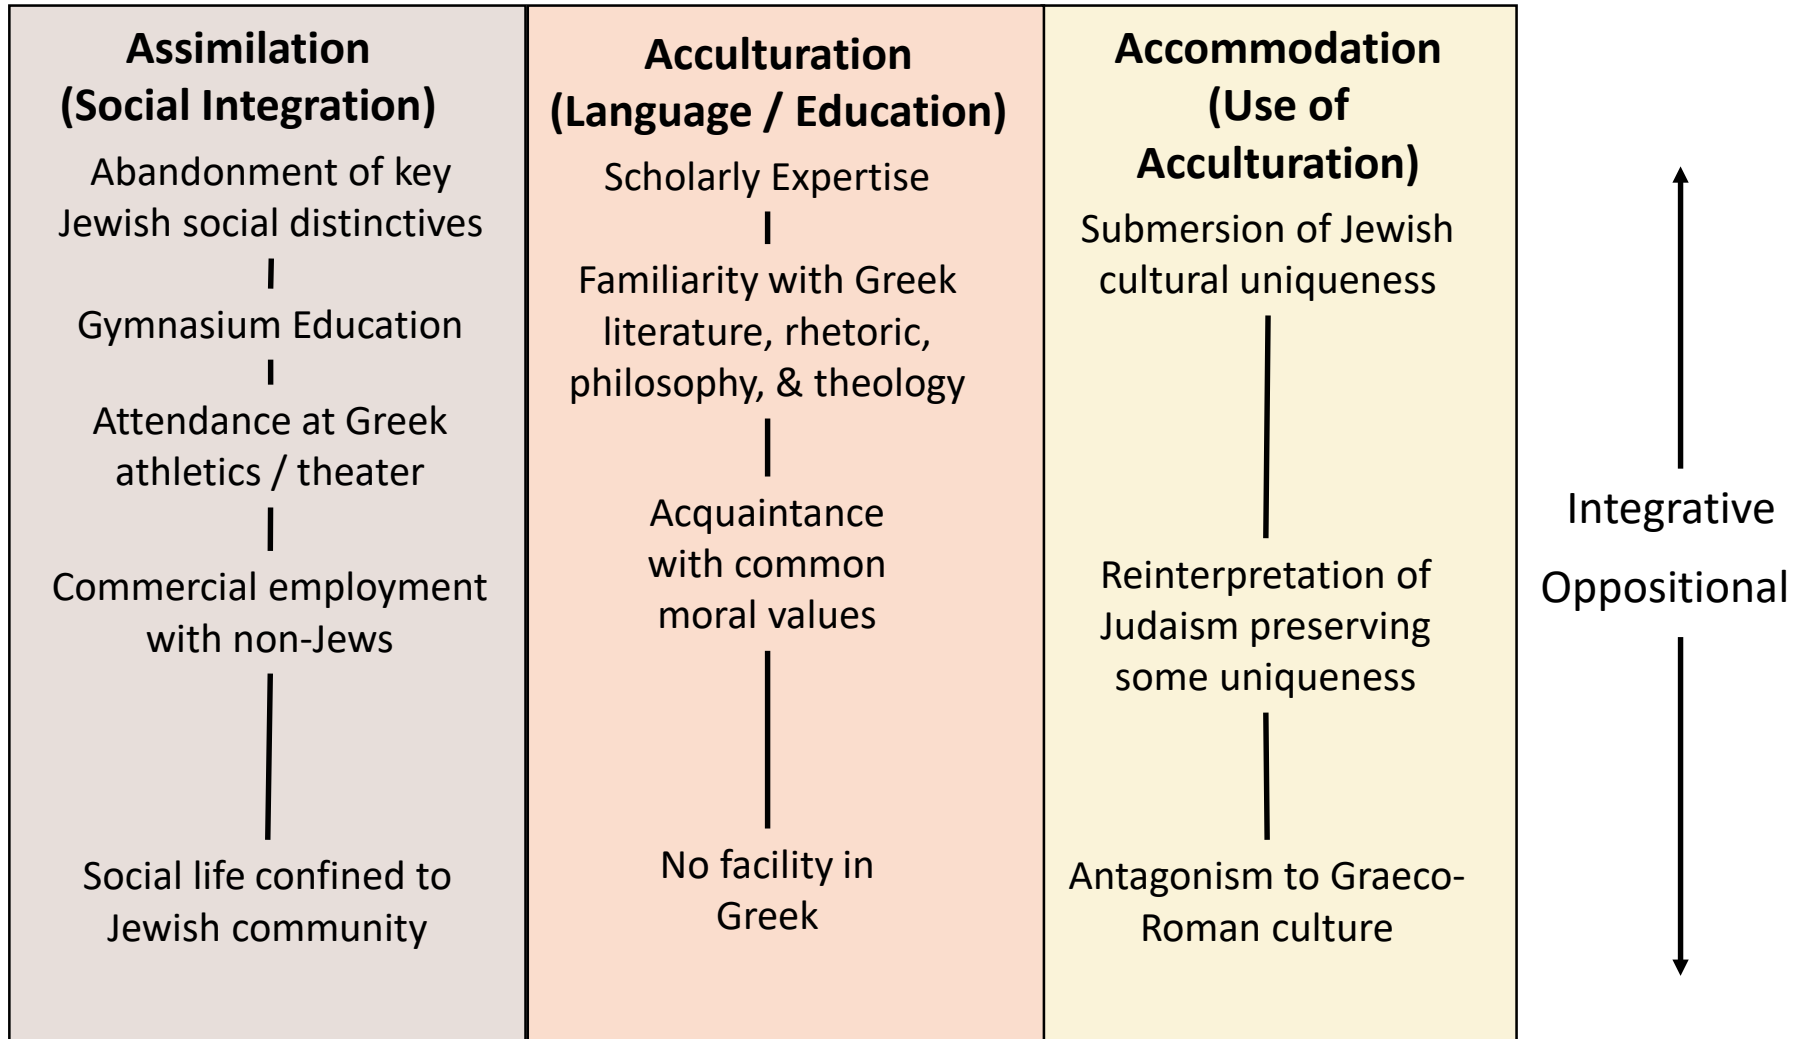 Assimilation
(Social Integration)
Abandonment of key
Jewish social distinctives
Gymnasium Education
Attendance at Greek
athletics / theater
Commercial employment
with non-Jews
Social life confined to
Jewish community
Acculturation
(Language / Education)
Scholarly Expertise
Familiarity with Greek
literature, rhetoric,
philosophy, & theology
Acquaintance
with common
moral values
No facility in
Greek
Accommodation
(Use of
Acculturation)
Submersion of Jewish
cultural uniqueness
Reinterpretation of
Judaism preserving
some uniqueness
Antagonism to Graeco-
Roman culture
Integrative
Oppositional